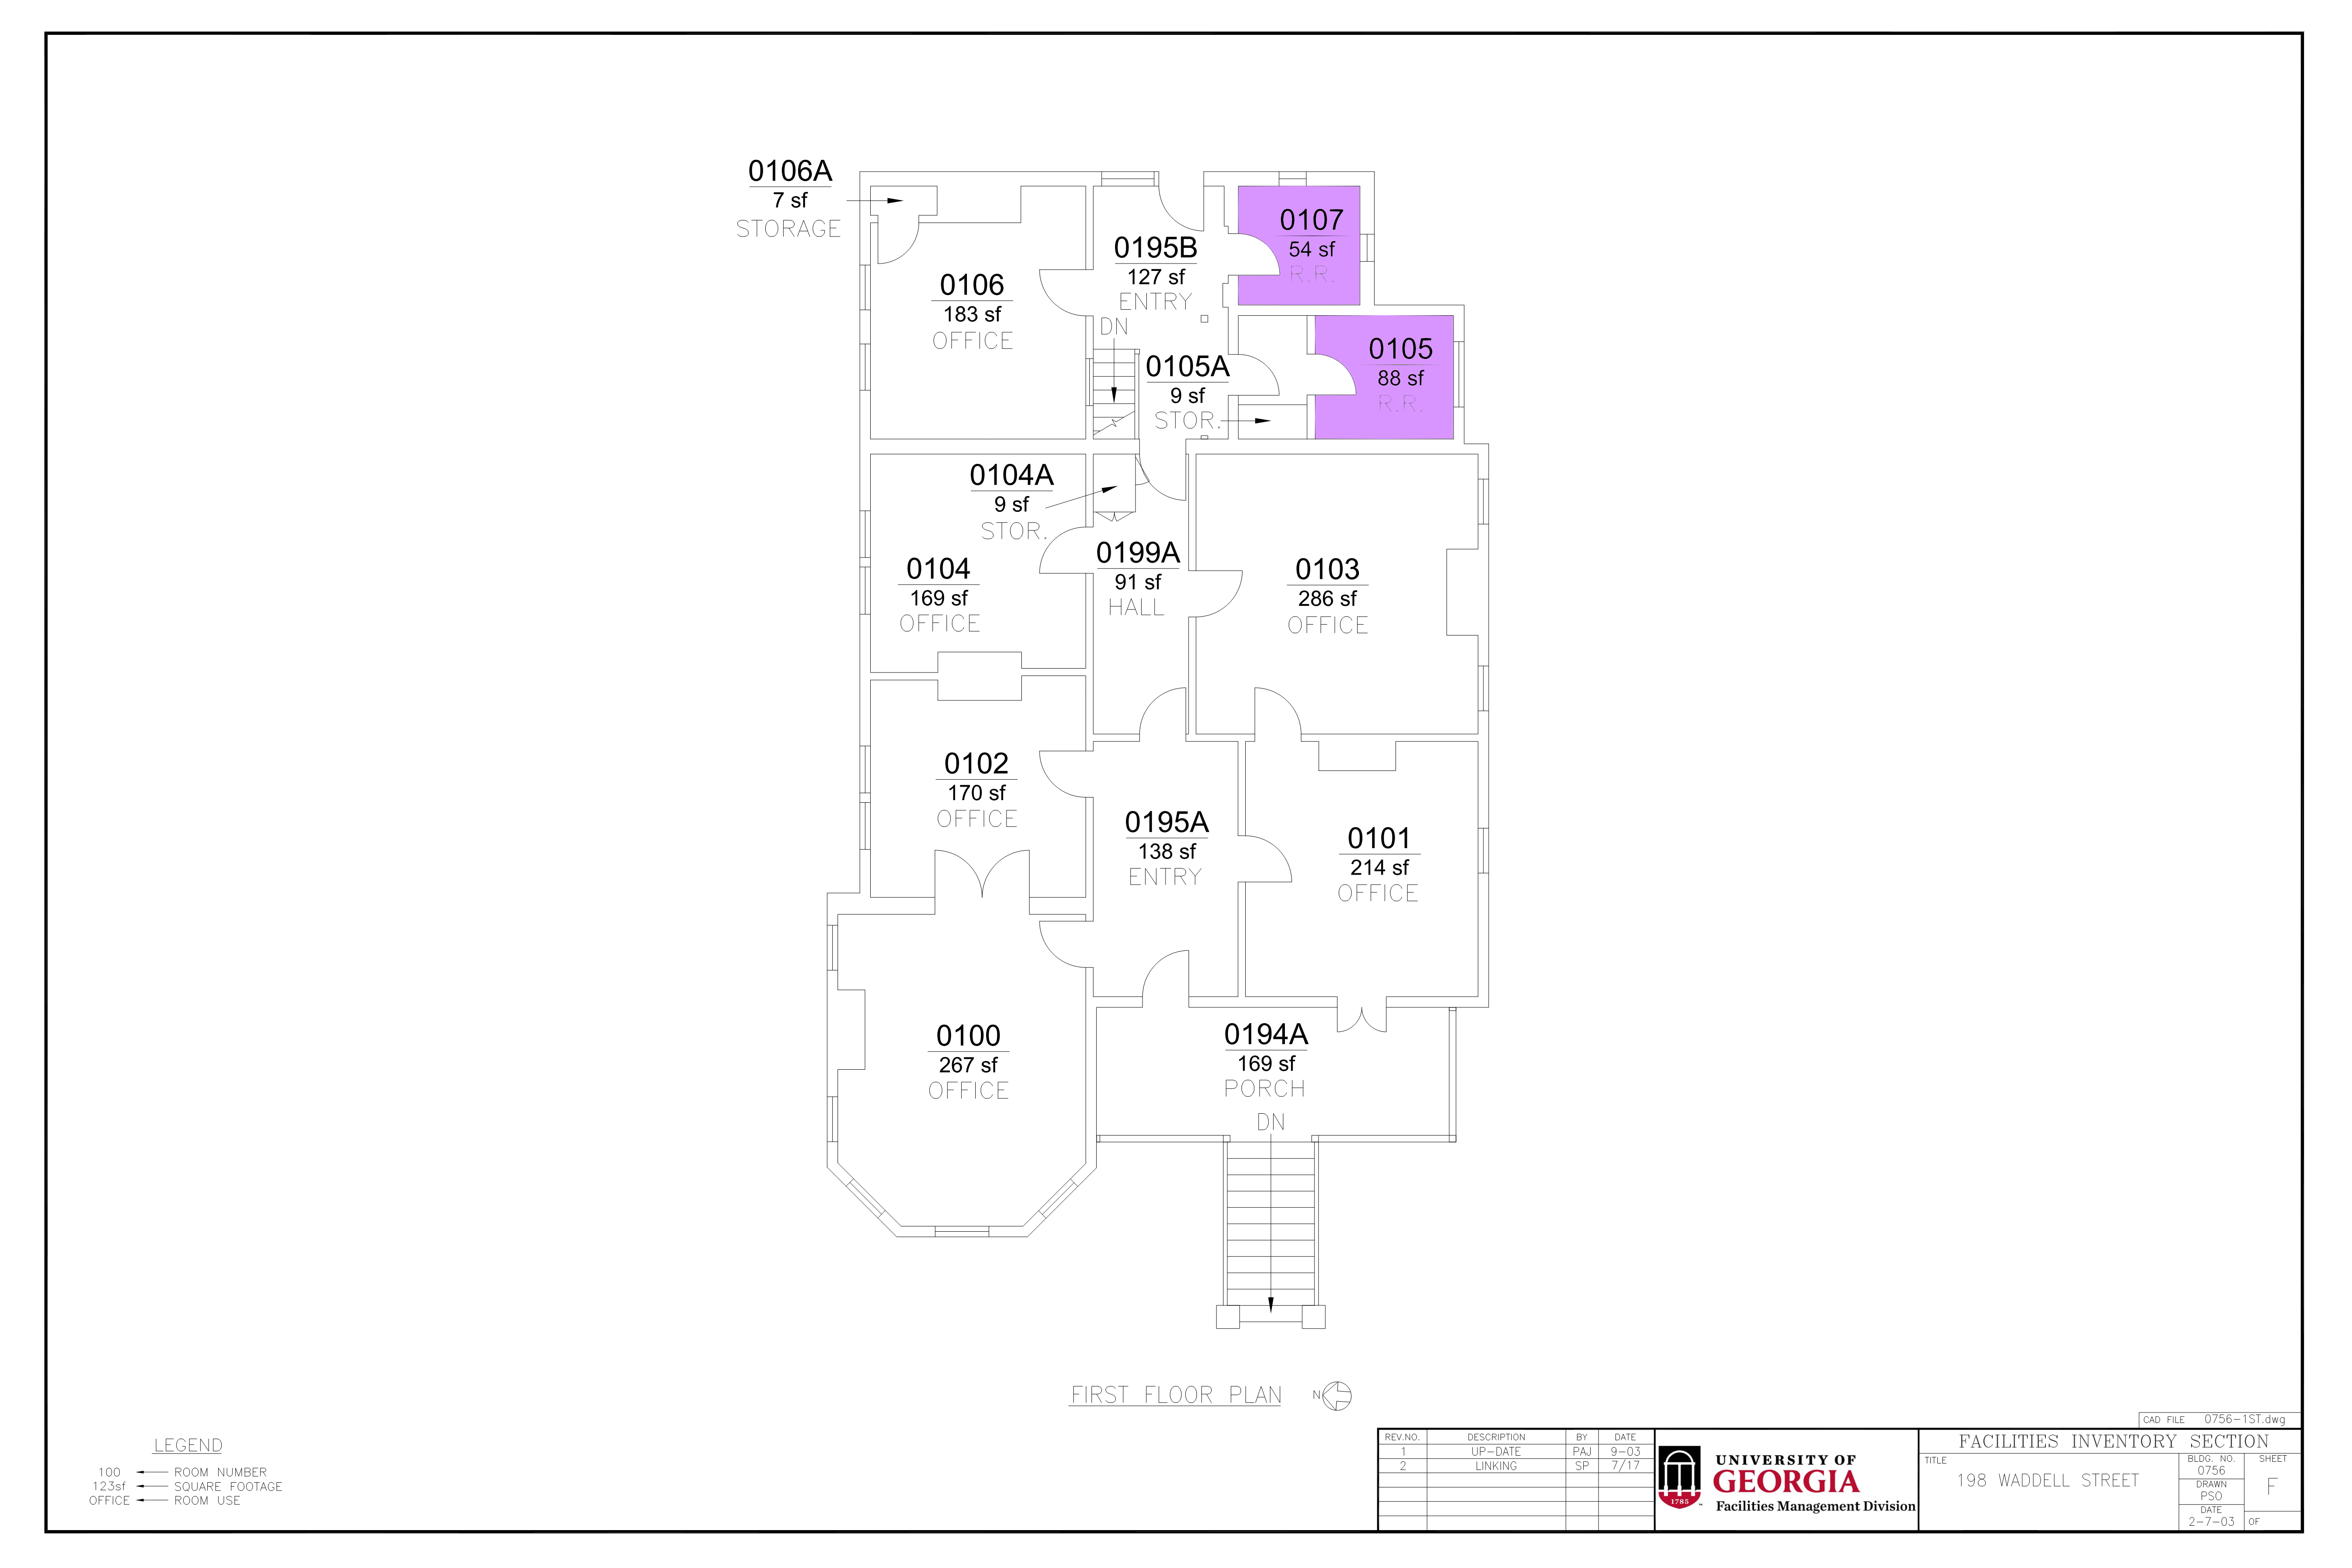 0106A
7 sf
STORAGE
0107
54 sf
R.R.
0195B
127 sf
ENTRY
DN
0106
183 sf
OFFICE
0105
88 sf
R.R.
0105A
9 sf
STOR.
0104A
9 sf
STOR.
0199A
91 sf
HALL
0104
169 sf
OFFICE
0103
286 sf
OFFICE
0102
170 sf
OFFICE
0195A
138 sf
ENTRY
0101
214 sf
OFFICE
0100
267 sf
OFFICE
0194A
169 sf
PORCH
DN
FIRST FLOOR PLAN N
LEGEND
100 ROOM NUMBER
123sf SQUARE FOOTAGE
OFFICE ROOM USE
CAD FILE 0756-1ST.dwg
REV.NO. DESCRIPTION BY DATE
1 UP-DATE PAJ 9-03
2 LINKING SP 7/17
1785
UNIVERSITY OF
GEORGIA
Facilities Management Division
FACILITIES INVENTORY SECTION
TITLE
198 WADDELL STREET
BLDG. NO.
0756
DRAWN
PSO
DATE
2-7-03
SHEET
F
OF